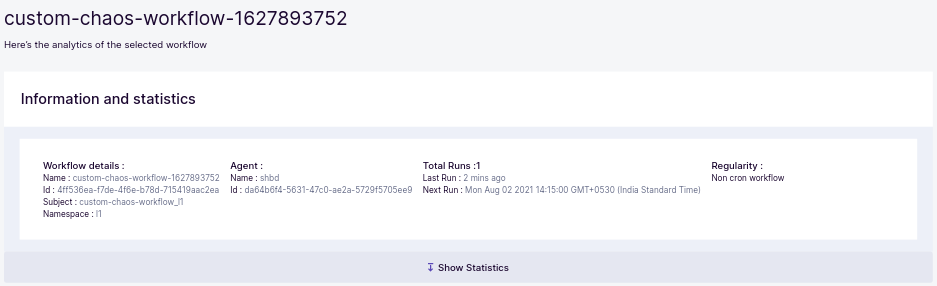 custom-chaos-workflow-1627893752
Here's the analytics of the selected workflow
Information and statistics
Workflow details :
Name : custom-chaos-workflow-1627893752
Id : 4ff536ea-f7de-4f6e-b78d-715419aac2ea
Subject : custom-chaos-workflow_l1
Namespace : l1
Agent :
Name : shbd
Id : da64b6f4-5631-47c0-ae2a-5729f5705ee9
Total Runs :1
Last Run : 2 mins ago
Next Run : Mon Aug 02 2021 14:15:00 GMT+0530 (India Standard Time)
Regularity :
Non cron workflow
Show Statistics